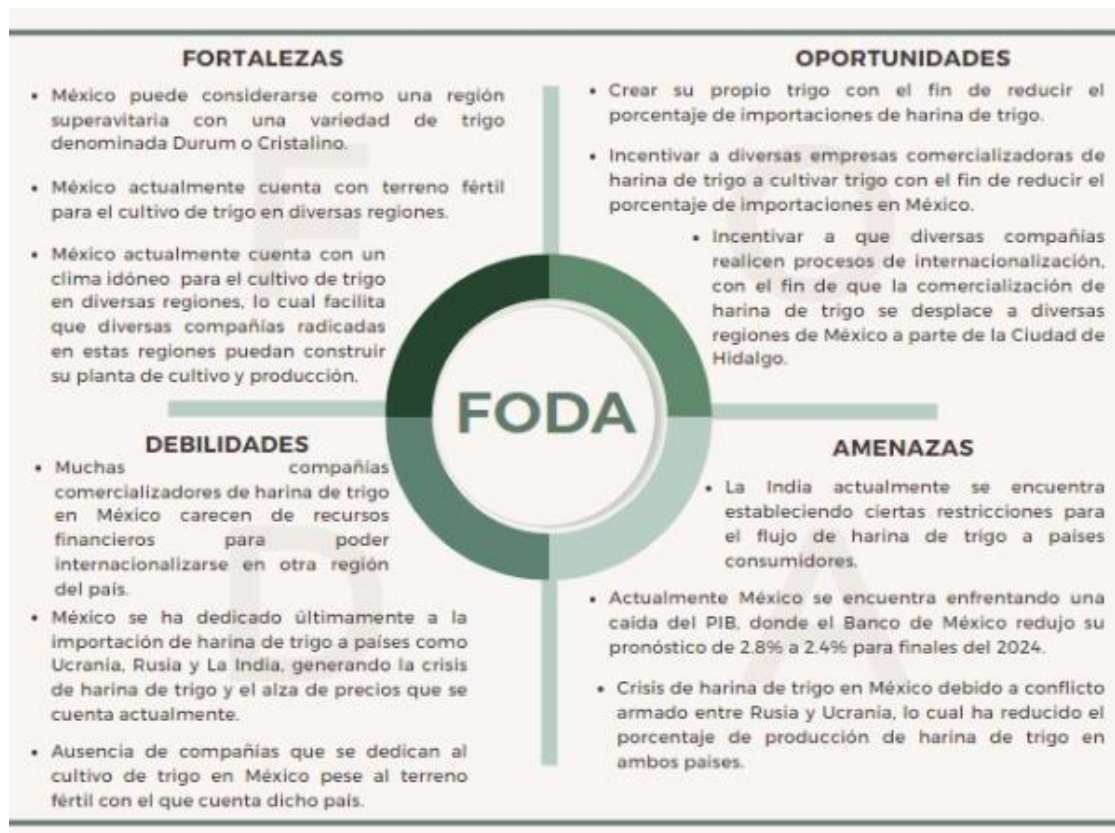 FORTALEZAS
• México puede considerarse como una región
superavitaria con una variedad de trigo
denominada Durum o Cristalino.
• México actualmente cuenta con terreno fértil
para el cultivo de trigo en diversas regiones.
• México actualmente cuenta con un
clima idóneo para el cultivo de trigo
en diversas regiones, lo cual facilita
que diversas compañías radicadas
en estas regiones puedan construir
su planta de cultivo y producción.
OPORTUNIDADES
• Crear su propio trigo con el fin de reducir el
porcentaje de importaciones de harina de trigo.
• Incentivar a diversas empresas comercializadoras de
harina de trigo a cultivar trigo con el fin de reducir el
porcentaje de importaciones en México.
• Incentivar a que diversas compañías
realicen procesos de internacionalización,
con el fin de que la comercialización de
harina de trigo se desplace a diversas
regiones de México a parte de la Ciudad de
Hidalgo.
FODA
DEBILIDADES
• Muchas compañías
comercializadores de harina de trigo
en México carecen de recursos
financieros para poder
internacionalizarse en otra región
del país.
• México se ha dedicado últimamente a la
importación de harina de trigo a países como
Ucrania, Rusia y La India, generando la crisis
de harina de trigo y el alza de precios que se
cuenta actualmente.
• Ausencia de compañías que se dedican al
cultivo de trigo en México pese al terreno
fértil con el que cuenta dicho país.
AMENAZAS
• La India actualmente se encuentra
estableciendo ciertas restricciones para
el flujo de harina de trigo a países
consumidores.
• Actualmente México se encuentra enfrentando una
caída del PIB, donde el Banco de México redujo su
pronóstico de 2.8% a 2.4% para finales del 2024.
• Crisis de harina de trigo en México debido a conflicto
armado entre Rusia y Ucrania, lo cual ha reducido el
porcentaje de producción de harina de trigo en
ambos países.
F
O
D
A